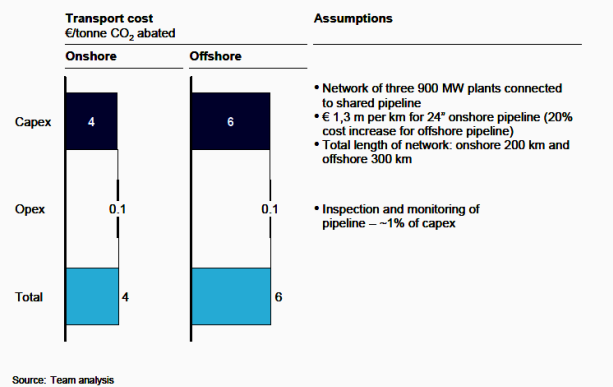 Transport cost
€/tonne CO2 abated
Assumptions
Onshore
Offshore
Capex
4
6
• Network of three 900 MW plants connected
to shared pipeline
• € 1,3 m per km for 24” onshore pipeline (20%
cost increase for offshore pipeline)
• Total length of network: onshore 200 km and
offshore 300 km
Opex
0.1
0.1
• Inspection and monitoring of
pipeline – ~1% of capex
Total
4
6
Source: Team analysis